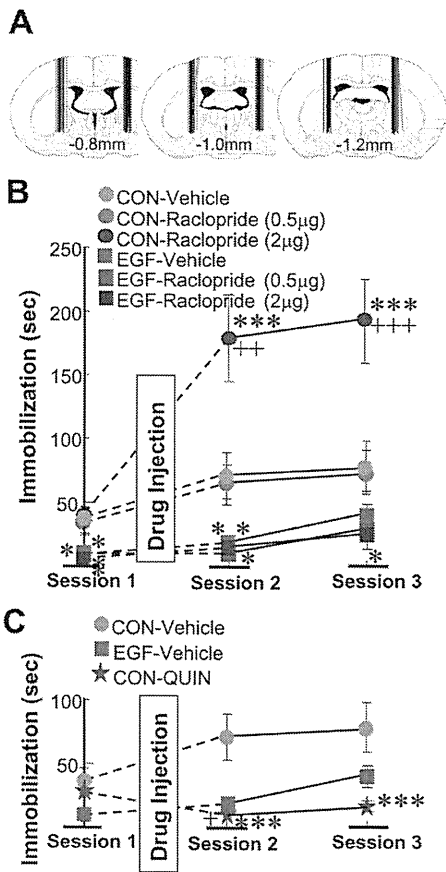 A
-0.8mm
-1.0mm
-1.2mm
B
CON-Vehicle
CON-Raclopride (0.5µg)
CON-Raclopride (2µg)
EGF-Vehicle
EGF-Raclopride (0.5µg)
EGF-Raclopride (2µg)
Immobilization (sec)
250
200
150
100
50
Drug Injection
***
++
***
+++
*
*
*
* *
*
*
Session 1
Session 2
Session 3
C
CON-Vehicle
EGF-Vehicle
CON-QUIN
Immobilization (sec)
100
50
Drug Injection
+
***
***
Session 1
Session 2
Session 3